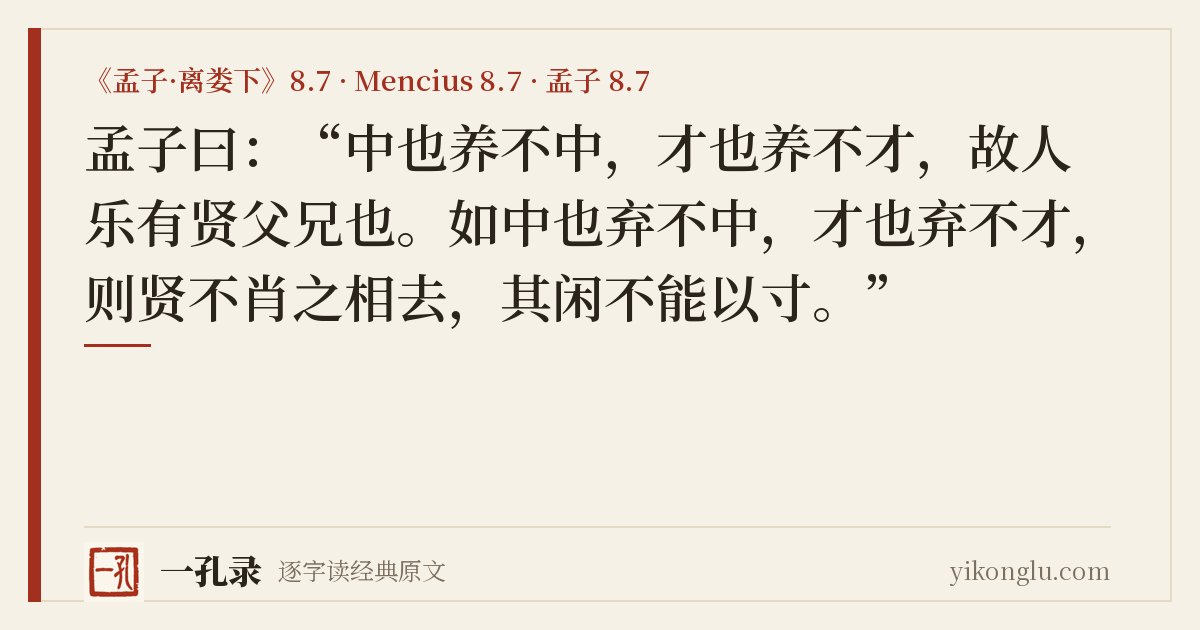 《孟子·离娄下》8.7 · Mencius 8.7 · 孟子 8.7
孟子曰：“中也养不中，才也养不才，故人
乐有贤父兄也。如中也弃不中，才也弃不才，
则贤不肖之相去，其闲不能以寸。”
一孔
一孔录 逐字读经典原文 yikonglu.com